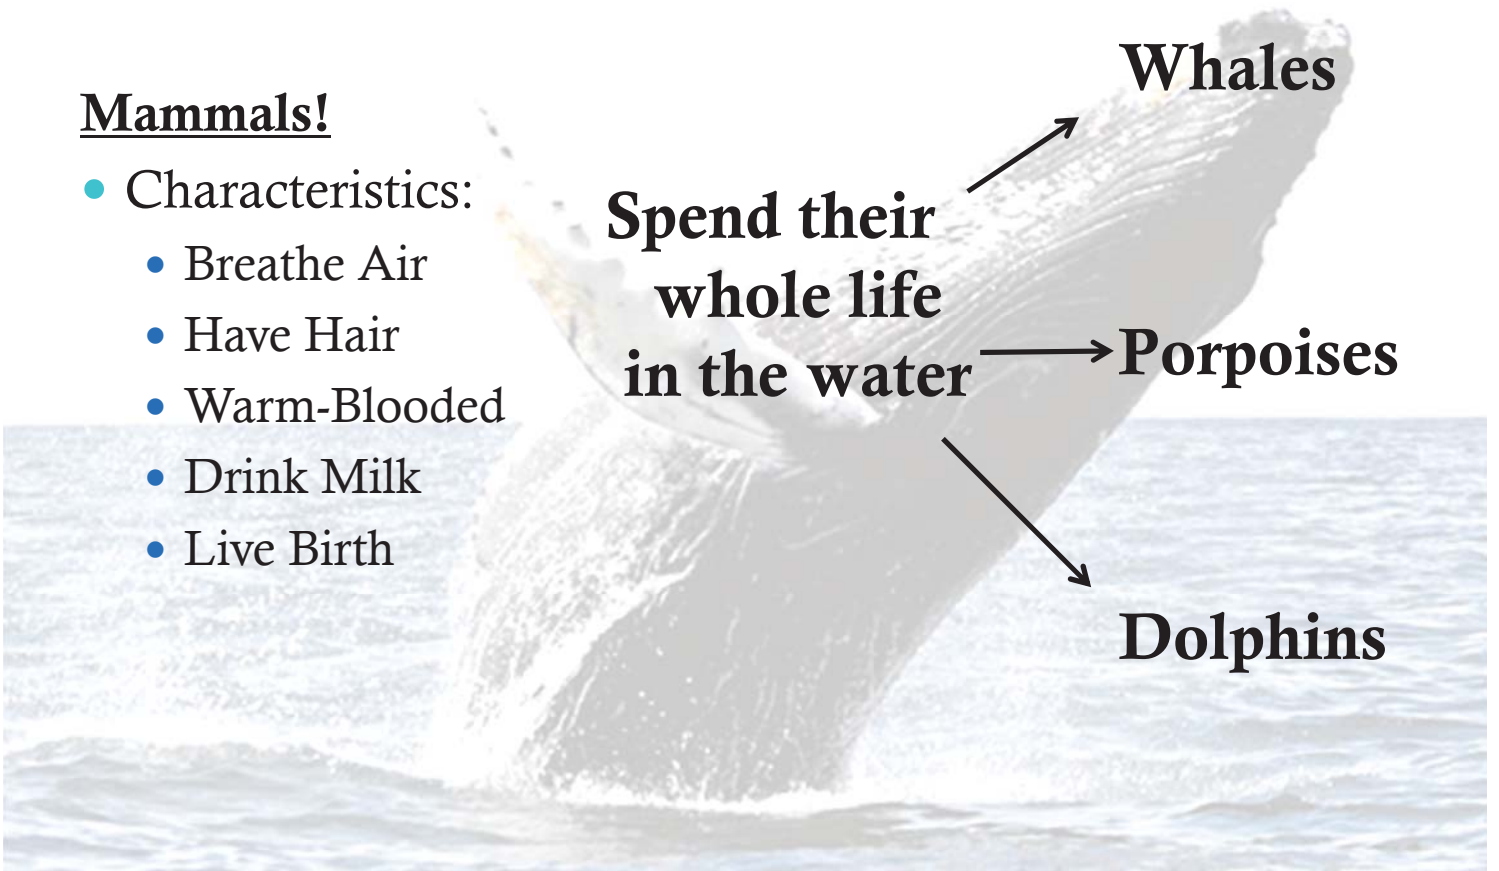 Mammals!
Characteristics:
Breathe Air
Have Hair
Warm-Blooded
Drink Milk
Live Birth
Spend their
whole life
in the water
Whales
Porpoises
Dolphins